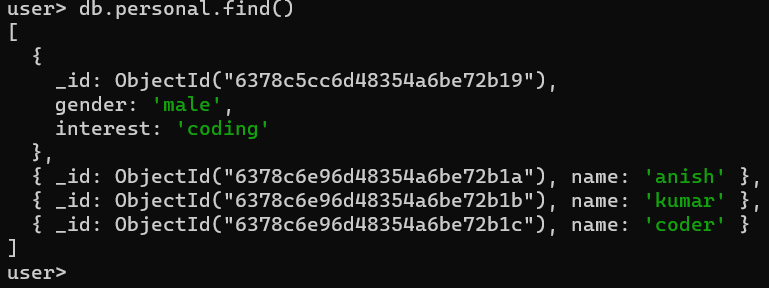 user> db.personal.find()
[
  {
    _id: ObjectId("6378c5cc6d48354a6be72b19"),
    gender: 'male',
    interest: 'coding'
  },
  { _id: ObjectId("6378c6e96d48354a6be72b1a"), name: 'anish' },
  { _id: ObjectId("6378c6e96d48354a6be72b1b"), name: 'kumar' },
  { _id: ObjectId("6378c6e96d48354a6be72b1c"), name: 'coder' }
]
user>